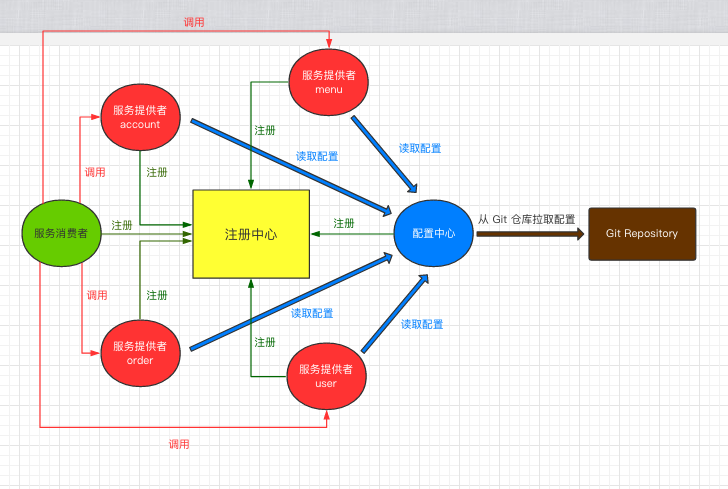 调用
服务提供者
menu
服务提供者
account
注册
调用
注册
读取配置
读取配置
服务消费者
注册
注册中心
注册
配置中心
从 Git 仓库拉取配置
Git Repository
调用
注册
读取配置
读取配置
注册
服务提供者
order
服务提供者
user
调用